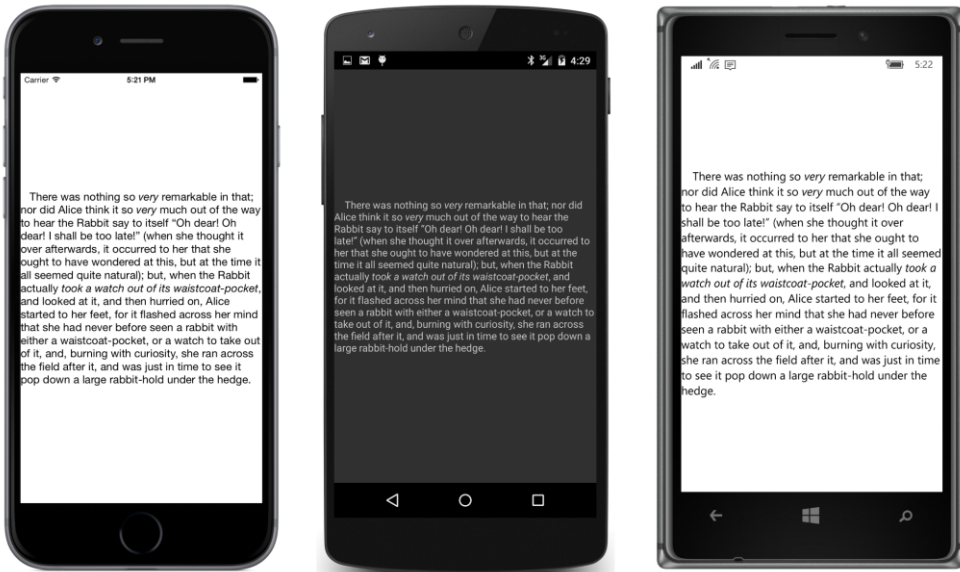 Carrier 5:21 PM
There was nothing so very remarkable in that;
nor did Alice think it so very much out of the way
to hear the Rabbit say to itself “Oh dear! Oh
dear! I shall be too late!” (when she thought it
over afterwards, it occurred to her that she
ought to have wondered at this, but at the time it
all seemed quite natural); but, when the Rabbit
actually took a watch out of its waistcoat-pocket,
and looked at it, and then hurried on, Alice
started to her feet, for it flashed across her mind
that she had never before seen a rabbit with
either a waistcoat-pocket, or a watch to take out
of it, and, burning with curiosity, she ran across
the field after it, and was just in time to see it
pop down a large rabbit-hold under the hedge.
3G 4:29
There was nothing so very remarkable in that; nor did
Alice think it so very much out of the way to hear the
Rabbit say to itself “Oh dear! Oh dear! I shall be too
late!” (when she thought it over afterwards, it occurred to
her that she ought to have wondered at this, but at the
time it all seemed quite natural); but, when the Rabbit
actually took a watch out of its waistcoat-pocket, and
looked at it, and then hurried on, Alice started to her feet,
for it flashed across her mind that she had never before
seen a rabbit with either a waistcoat-pocket, or a watch to
take out of it, and, burning with curiosity, she ran across
the field after it, and was just in time to see it pop down a
large rabbit-hold under the hedge.
5:22
There was nothing so very remarkable in that;
nor did Alice think it so very much out of the way
to hear the Rabbit say to itself “Oh dear! Oh dear! I
shall be too late!” (when she thought it over
afterwards, it occurred to her that she ought to
have wondered at this, but at the time it all seemed
quite natural); but, when the Rabbit actually took a
watch out of its waistcoat-pocket, and looked at it,
and then hurried on, Alice started to her feet, for it
flashed across her mind that she had never before
seen a rabbit with either a waistcoat-pocket, or a
watch to take out of it, and, burning with curiosity,
she ran across the field after it, and was just in time
to see it pop down a large rabbit-hold under the
hedge.